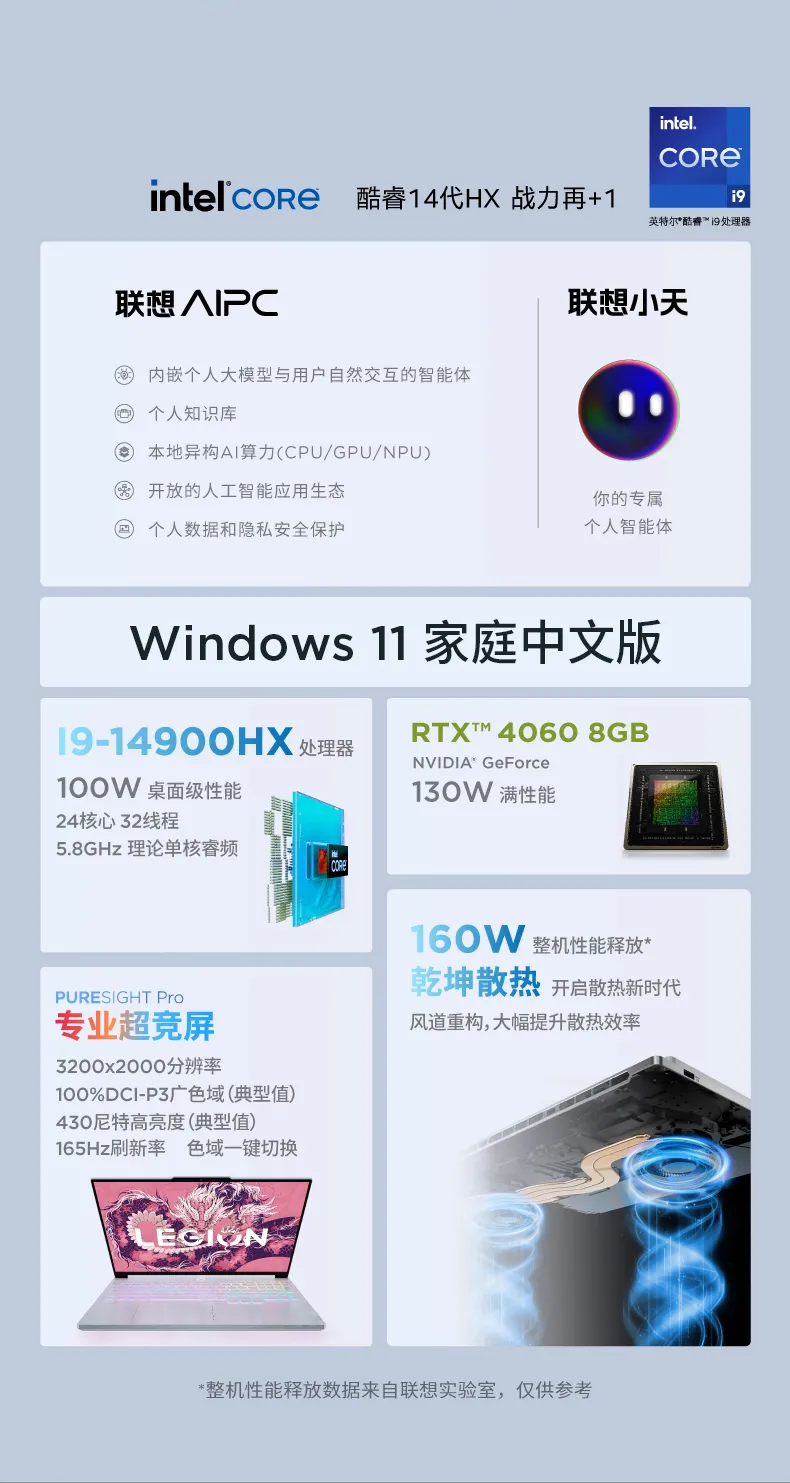 intel® CORE™ 酷睿14代HX 战力再+1
intel.
CORE™
i9
英特尔®酷睿™ i9处理器
联想 AIPC
内嵌个人大模型与用户自然交互的智能体
个人知识库
本地异构AI算力(CPU/GPU/NPU)
开放的人工智能应用生态
个人数据和隐私安全保护
联想小天
你的专属
个人智能体
Windows 11 家庭中文版
I9-14900HX 处理器
100W 桌面级性能
24核心 32线程
5.8GHz 理论单核睿频
intel
CORE
RTX™ 4060 8GB
NVIDIA® GeForce
130W 满性能
160W 整机性能释放*
乾坤散热 开启散热新时代
风道重构,大幅提升散热效率
PURESIGHT Pro
专业超竞屏
3200x2000分辨率
100%DCI-P3广色域(典型值)
430尼特高亮度(典型值)
165Hz刷新率 色域一键切换
LEGION
*整机性能释放数据来自联想实验室，仅供参考